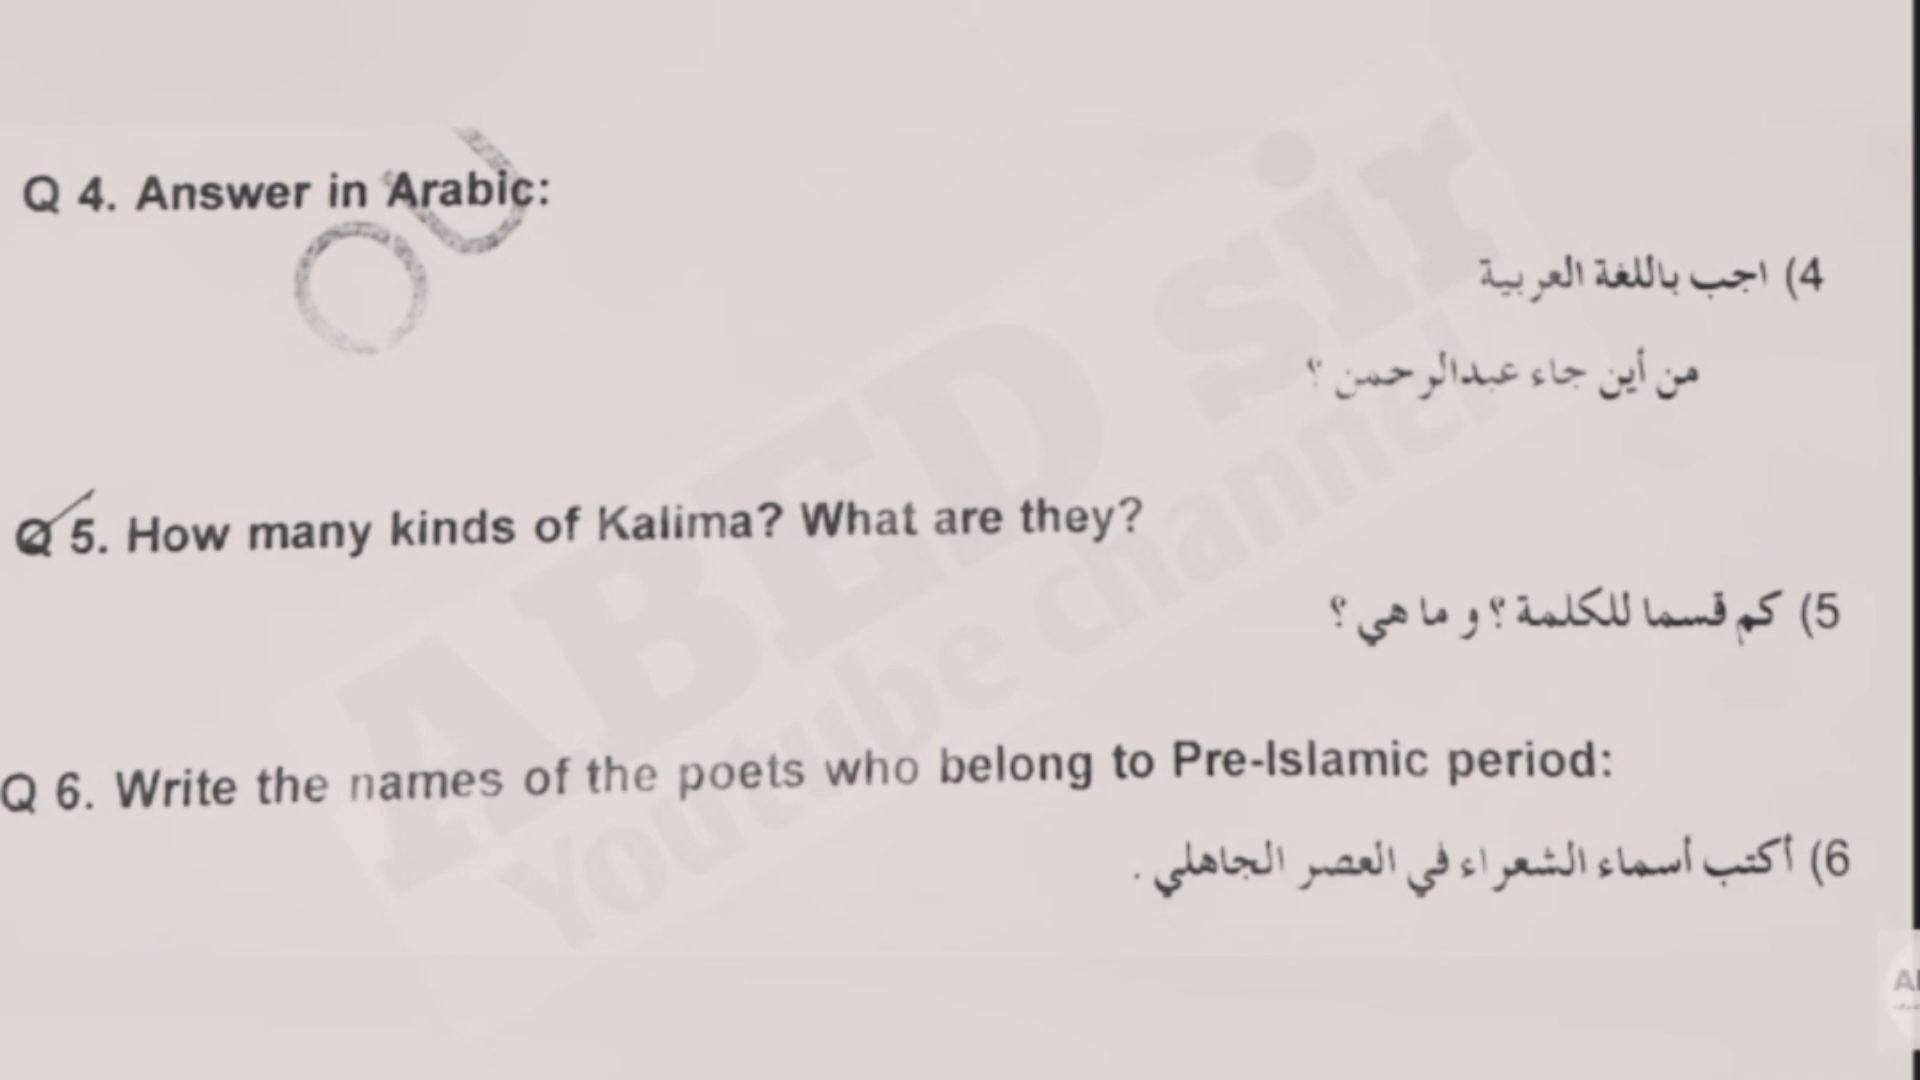 Q 4. Answer in Arabic:
OU
4) اجب باللغة العربية
من أين جاء عبدالرحمن ؟
Q 5. How many kinds of Kalima? What are they?
5) كم قسما للكلمة ؟ و ما هي ؟
Q 6. Write the names of the poets who belong to Pre-Islamic period:
6) أكتب أسماء الشعراء في العصر الجاهلي .
ABED sir
Youtube channel